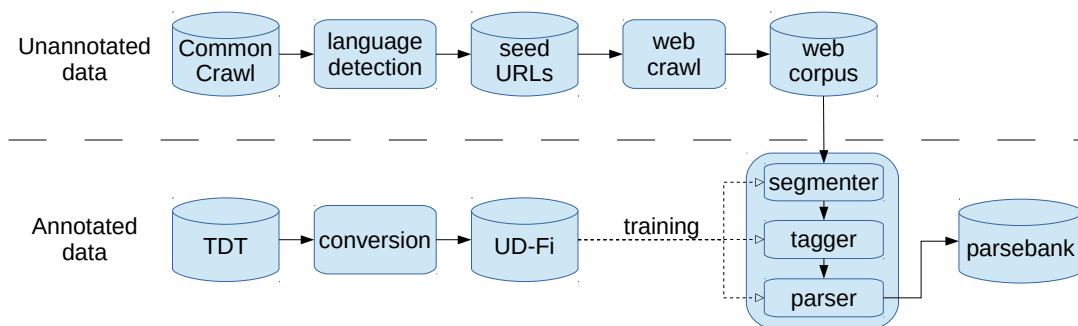 Unannotated
data
Common
Crawl
language
detection
seed
URLs
web
crawl
web
corpus
Annotated
data
TDT
conversion
UD-Fi
training
segmenter
tagger
parser
parsebank